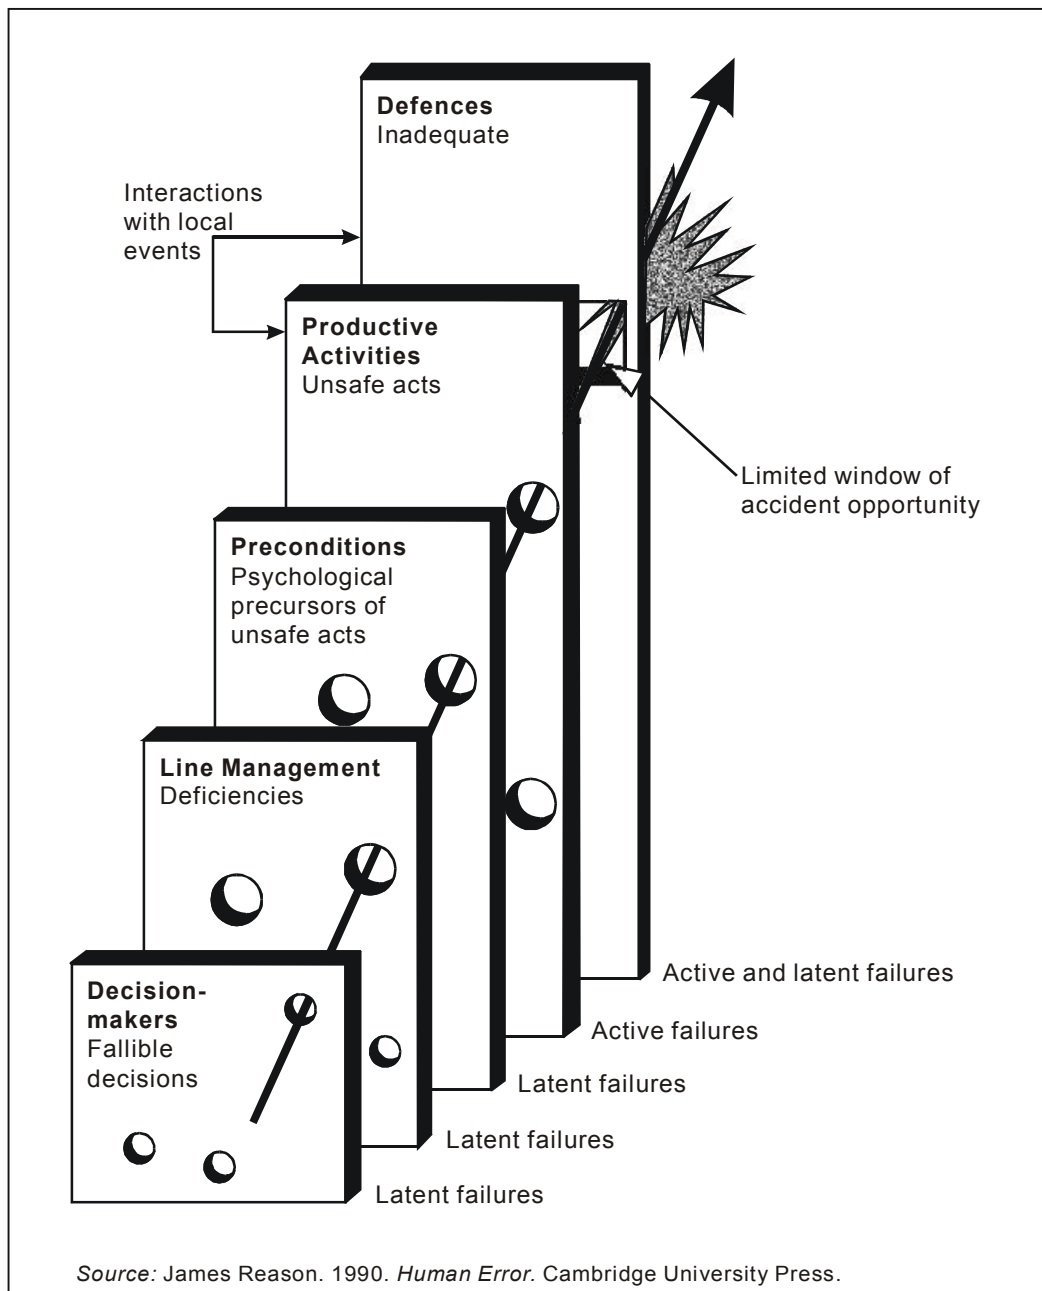 Defences
Inadequate
Interactions
with local
events
Productive
Activities
Unsafe acts
Limited window of
accident opportunity
Preconditions
Psychological
precursors of
unsafe acts
Line Management
Deficiencies
Decision-
makers
Fallible
decisions
Active and latent failures
Active failures
Latent failures
Latent failures
Latent failures
Source: James Reason. 1990. Human Error. Cambridge University Press.